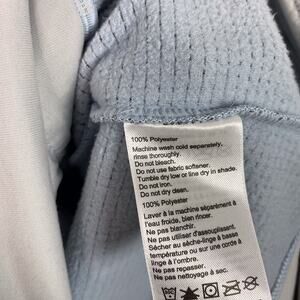 100% Polyester
Machine wash cold separately,
rinse thoroughly.
Do not bleach.
Do not use fabric softener.
Tumble dry low or line dry in shade.
Do not iron.
Do not dry clean.
100% Polyester
Laver à la machine séparément à
l'eau froide, bien rincer.
Ne pas blanchir.
Ne pas utiliser d'assouplissant.
Sécher au sèche-linge à basse
température ou sur une corde à
linge à l'ombre.
Ne pas repasser.
Ne pas nettoyage à sec.